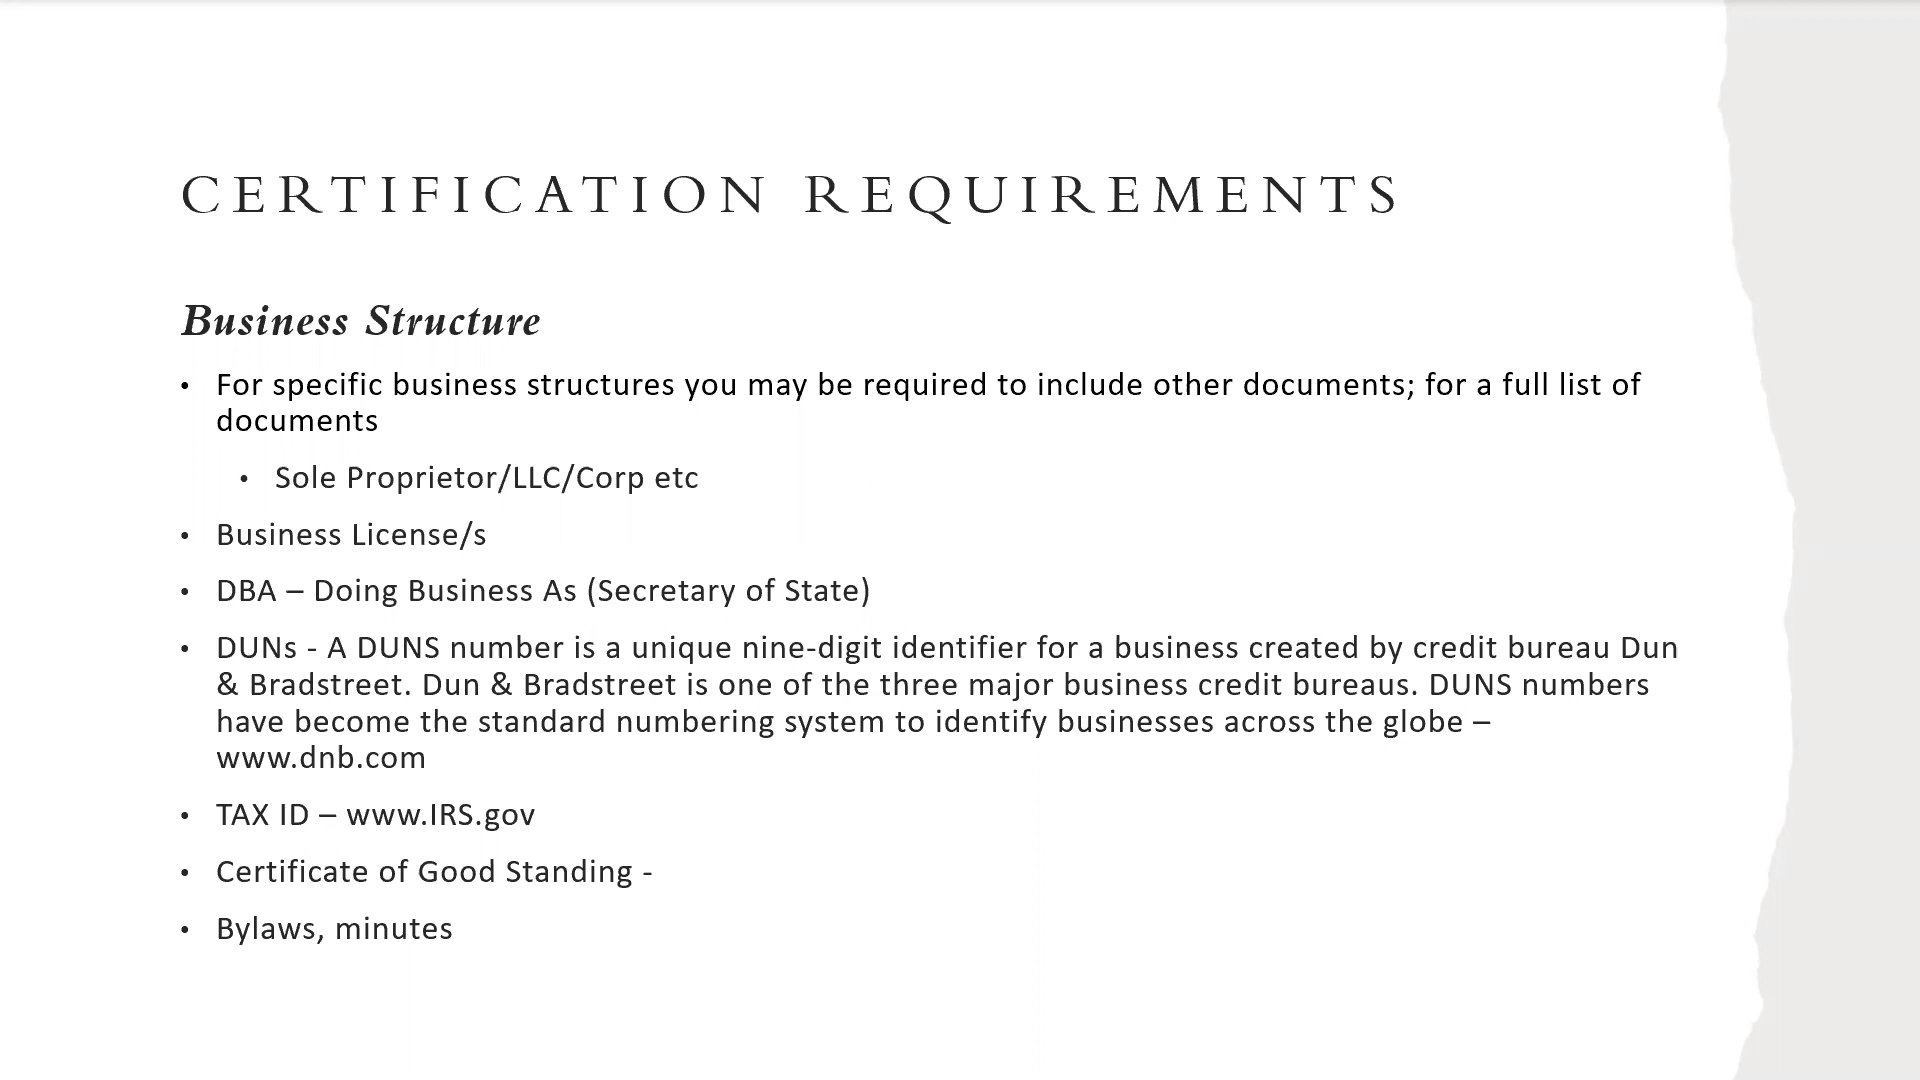 CERTIFICATION REQUIREMENTS
Business Structure
• For specific business structures you may be required to include other documents; for a full list of
documents
• Sole Proprietor/LLC/Corp etc
• Business License/s
• DBA – Doing Business As (Secretary of State)
• DUNs - A DUNS number is a unique nine-digit identifier for a business created by credit bureau Dun
& Bradstreet. Dun & Bradstreet is one of the three major business credit bureaus. DUNS numbers
have become the standard numbering system to identify businesses across the globe –
www.dnb.com
• TAX ID – www.IRS.gov
• Certificate of Good Standing -
• Bylaws, minutes